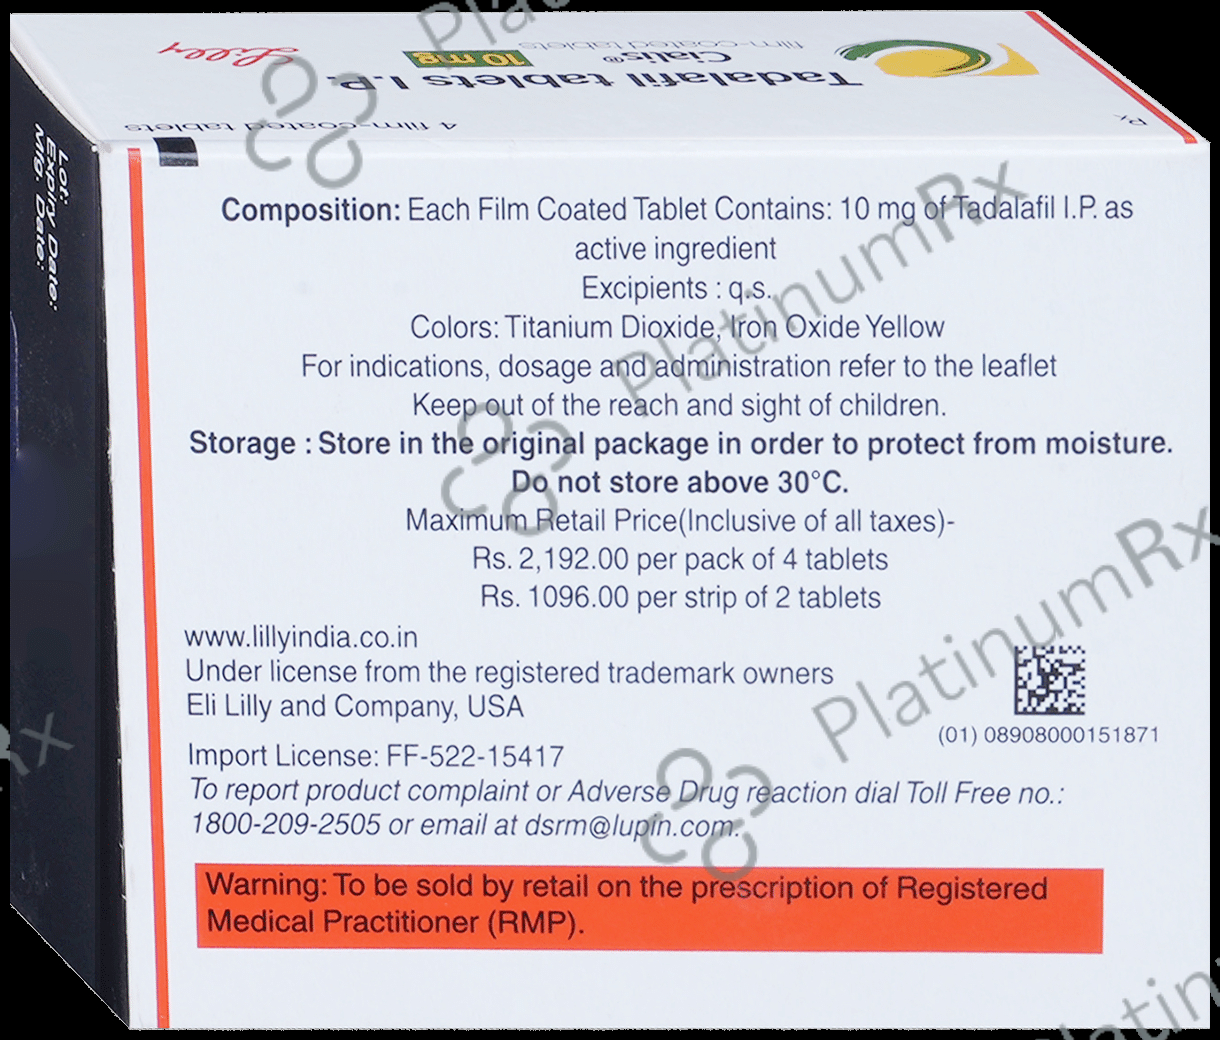 Lilly
film-coated tablets
Cialis®
10 mg
Tadalafil tablets I.P.
4 film-coated tablets
Rx
Lot:
Expiry Date:
Mfg. Date:
Composition: Each Film Coated Tablet Contains: 10 mg of Tadalafil I.P. as
active ingredient
Excipients : q.s.
Colors: Titanium Dioxide, Iron Oxide Yellow
For indications, dosage and administration refer to the leaflet
Keep out of the reach and sight of children.
Storage : Store in the original package in order to protect from moisture.
Do not store above 30°C.
Maximum Retail Price(Inclusive of all taxes)-
Rs. 2,192.00 per pack of 4 tablets
Rs. 1096.00 per strip of 2 tablets
www.lillyindia.co.in
Under license from the registered trademark owners
Eli Lilly and Company, USA
(01) 08908000151871
Import License: FF-522-15417
To report product complaint or Adverse Drug reaction dial Toll Free no.:
1800-209-2505 or email at dsrm@lupin.com.
Warning: To be sold by retail on the prescription of Registered
Medical Practitioner (RMP).
PlatinumRx
PlatinumRx